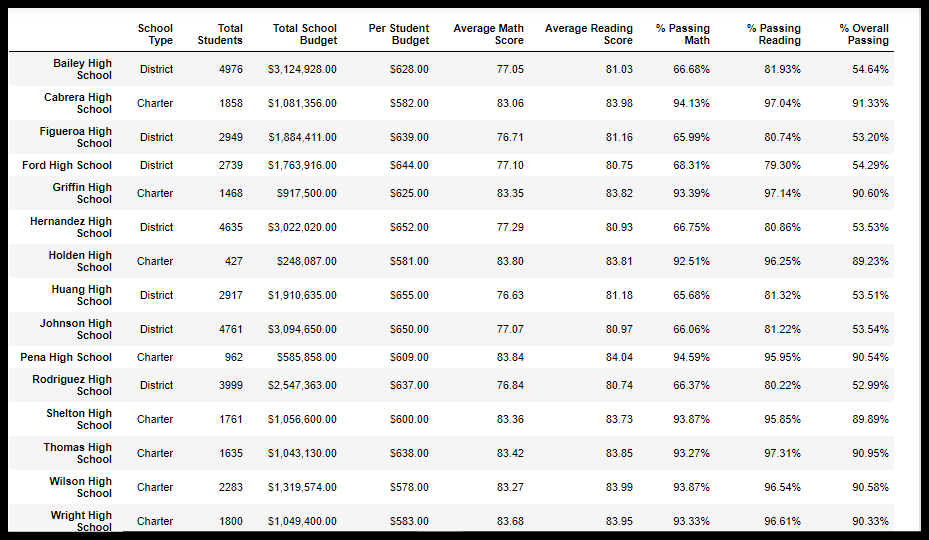 School Type Total Students Total School Budget Per Student Budget Average Math Score Average Reading Score % Passing Math % Passing Reading % Overall Passing
Bailey High School District 4976 $3,124,928.00 $628.00 77.05 81.03 66.68% 81.93% 54.64%
Cabrera High School Charter 1858 $1,081,356.00 $582.00 83.06 83.98 94.13% 97.04% 91.33%
Figueroa High School District 2949 $1,884,411.00 $639.00 76.71 81.16 65.99% 80.74% 53.20%
Ford High School District 2739 $1,763,916.00 $644.00 77.10 80.75 68.31% 79.30% 54.29%
Griffin High School Charter 1468 $917,500.00 $625.00 83.35 83.82 93.39% 97.14% 90.60%
Hernandez High School District 4635 $3,022,020.00 $652.00 77.29 80.93 66.75% 80.86% 53.53%
Holden High School Charter 427 $248,087.00 $581.00 83.80 83.81 92.51% 96.25% 89.23%
Huang High School District 2917 $1,910,635.00 $655.00 76.63 81.18 65.68% 81.32% 53.51%
Johnson High School District 4761 $3,094,650.00 $650.00 77.07 80.97 66.06% 81.22% 53.54%
Pena High School Charter 962 $585,858.00 $609.00 83.84 84.04 94.59% 95.95% 90.54%
Rodriguez High School District 3999 $2,547,363.00 $637.00 76.84 80.74 66.37% 80.22% 52.99%
Shelton High School Charter 1761 $1,056,600.00 $600.00 83.36 83.73 93.87% 95.85% 89.89%
Thomas High School Charter 1635 $1,043,130.00 $638.00 83.42 83.85 93.27% 97.31% 90.95%
Wilson High School Charter 2283 $1,319,574.00 $578.00 83.27 83.99 93.87% 96.54% 90.58%
Wright High School Charter 1800 $1,049,400.00 $583.00 83.68 83.95 93.33% 96.61% 90.33%